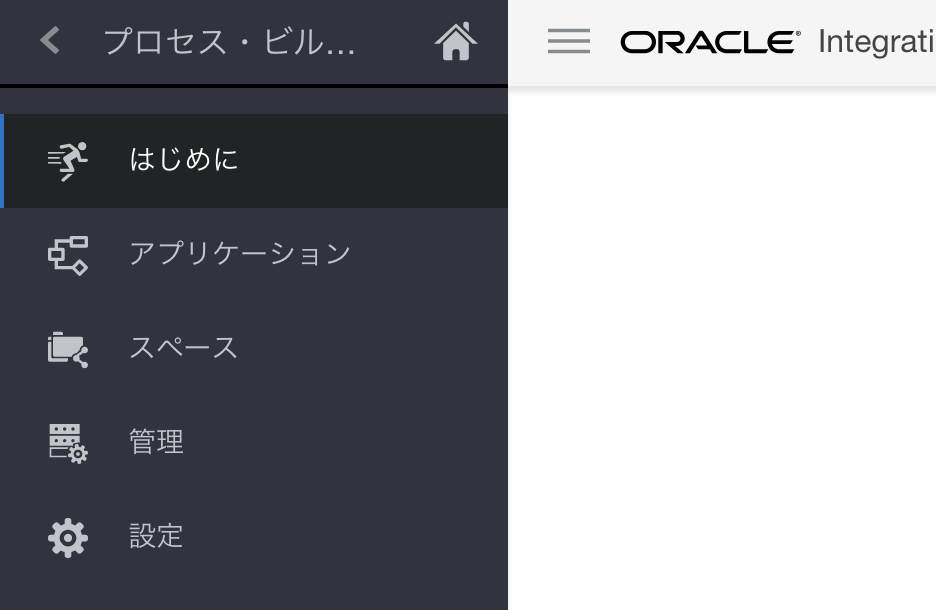 プロセス・ビル...
ORACLE® Integrati
はじめに
アプリケーション
スペース
管理
設定